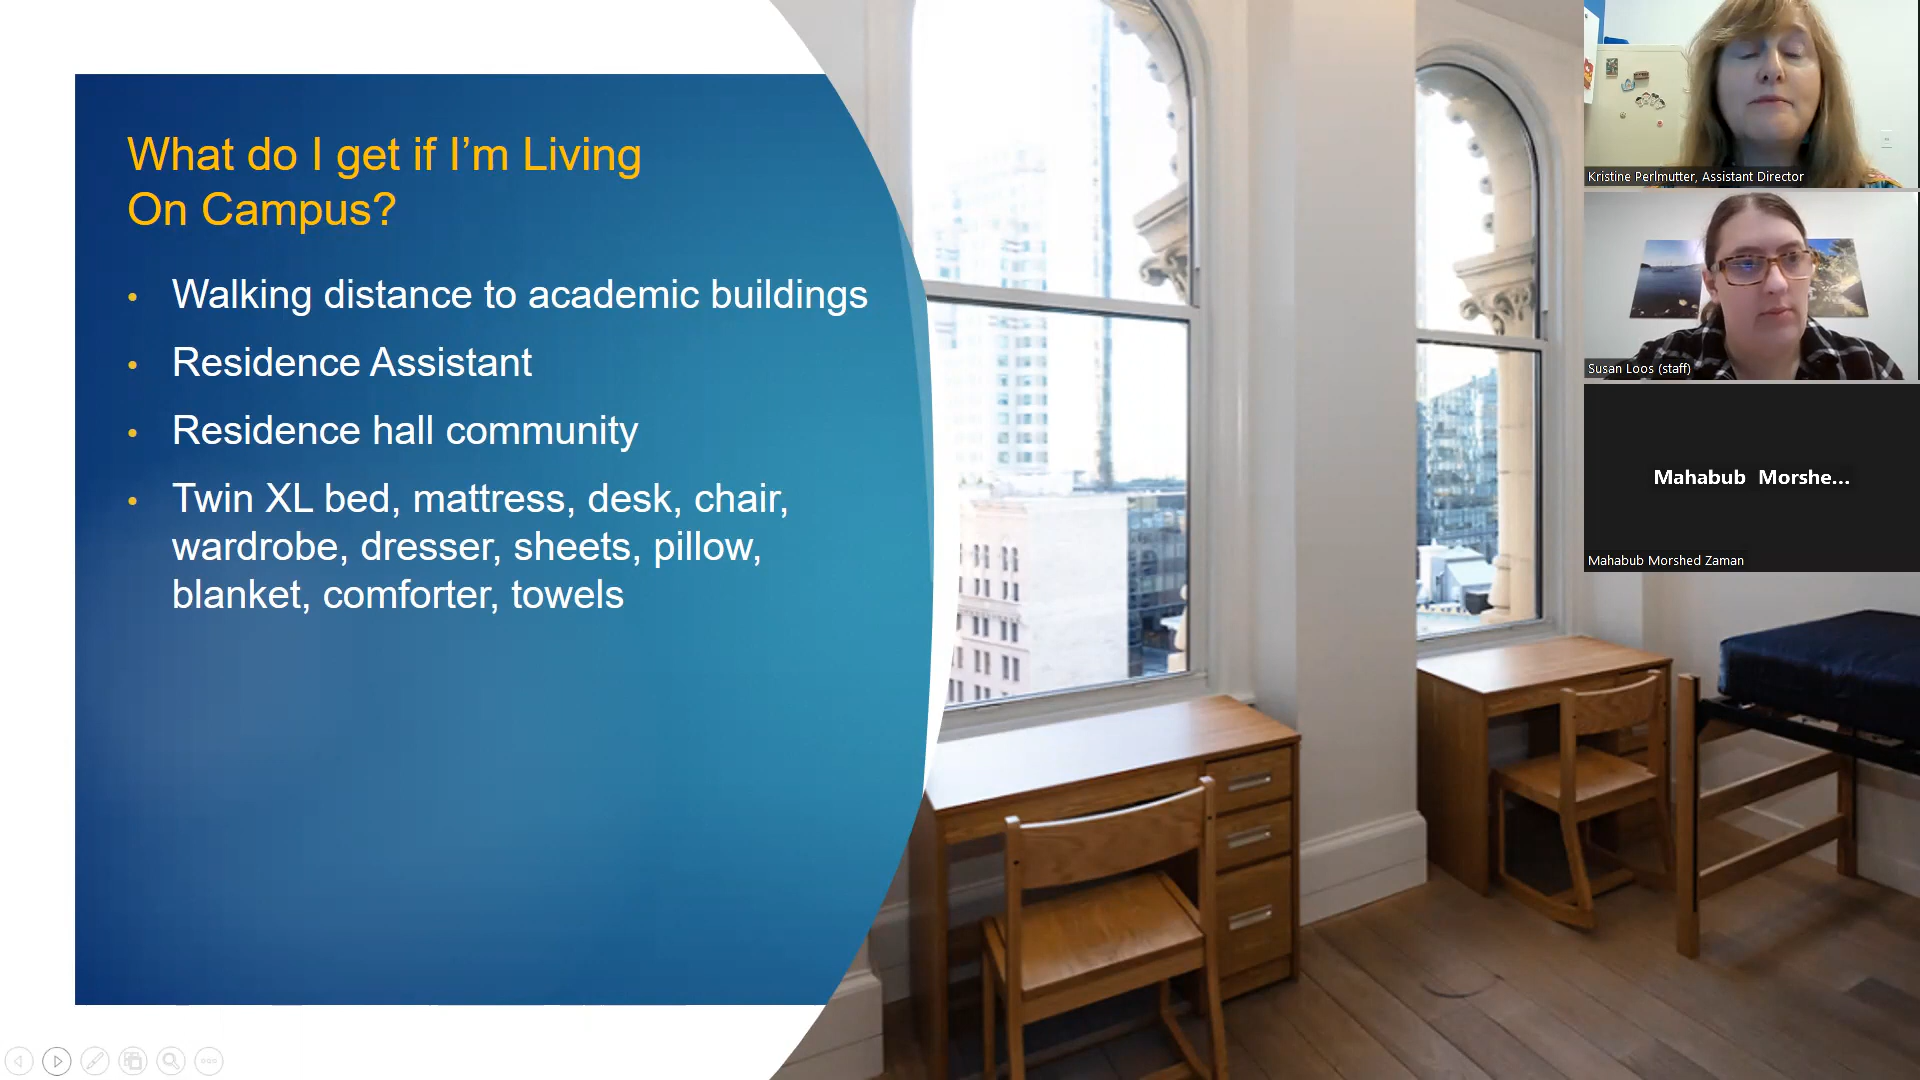 What do I get if I’m Living
On Campus?
• Walking distance to academic buildings
• Residence Assistant
• Residence hall community
• Twin XL bed, mattress, desk, chair,
wardrobe, dresser, sheets, pillow,
blanket, comforter, towels
Kristine Perlmutter, Assistant Director
Susan Loos (staff)
Mahabub Morshe...
Mahabub Morshed Zaman